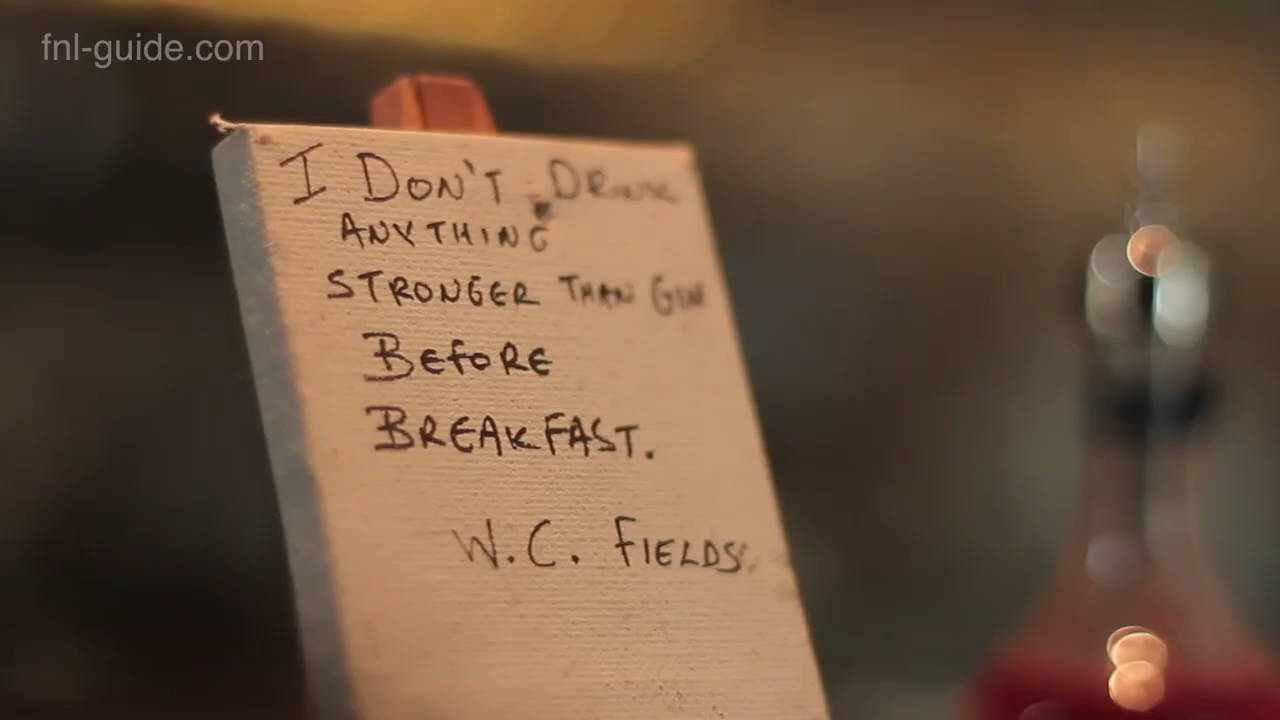 fnl-guide.com
I DON'T DRINK
ANYTHING
STRONGER THAN GIN
BEfORE
BREAKFAST.
W.C. FIELDS.